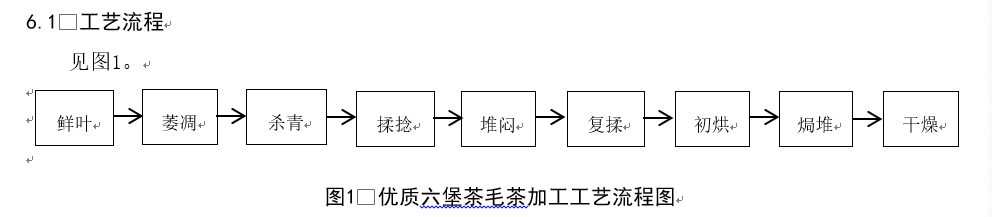 6.1 工艺流程
见图1。
鲜叶 萎凋 杀青 揉捻 堆闷 复揉 初烘 焗堆 干燥
图1 优质六堡茶毛茶加工工艺流程图